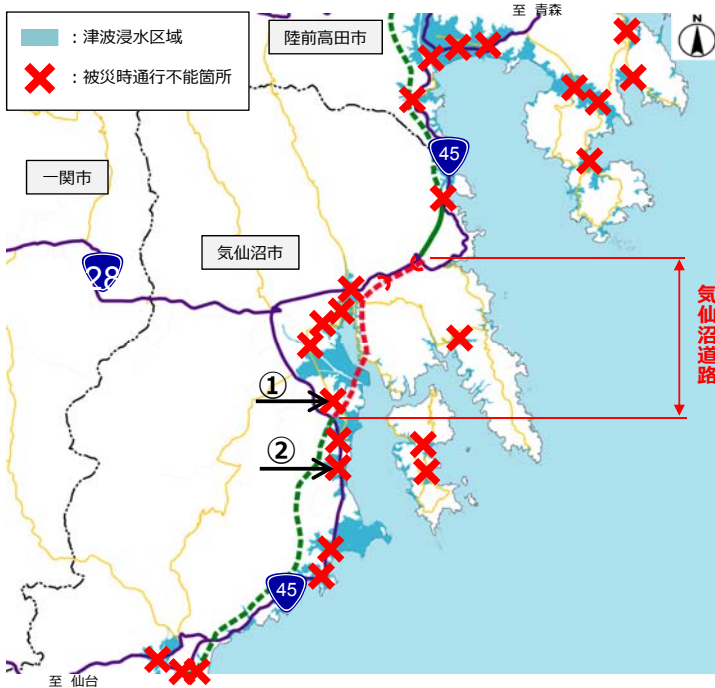 至 青森
：津波浸水区域
：被災時通行不能箇所
陸前高田市
N
45
一関市
気仙沼市
28
気仙沼道路
①
②
45
至 仙台